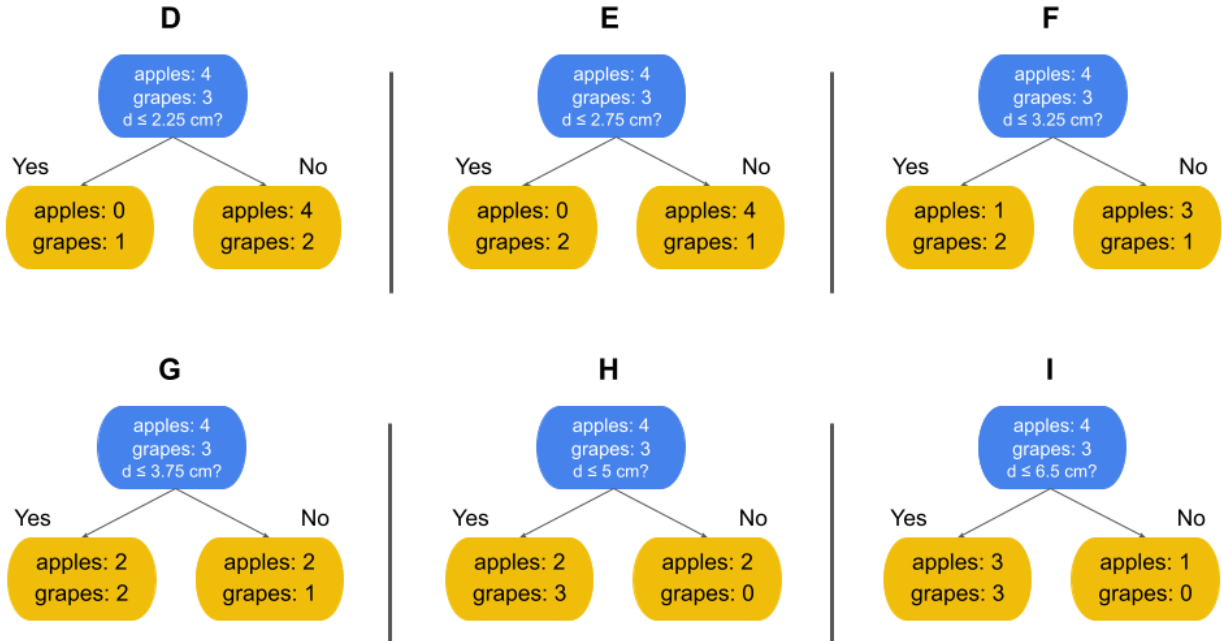 D
apples: 4
grapes: 3
d ≤ 2.25 cm?
Yes
No
apples: 0
grapes: 1
apples: 4
grapes: 2
E
apples: 4
grapes: 3
d ≤ 2.75 cm?
Yes
No
apples: 0
grapes: 2
apples: 4
grapes: 1
F
apples: 4
grapes: 3
d ≤ 3.25 cm?
Yes
No
apples: 1
grapes: 2
apples: 3
grapes: 1
G
apples: 4
grapes: 3
d ≤ 3.75 cm?
Yes
No
apples: 2
grapes: 2
apples: 2
grapes: 1
H
apples: 4
grapes: 3
d ≤ 5 cm?
Yes
No
apples: 2
grapes: 3
apples: 2
grapes: 0
I
apples: 4
grapes: 3
d ≤ 6.5 cm?
Yes
No
apples: 3
grapes: 3
apples: 1
grapes: 0